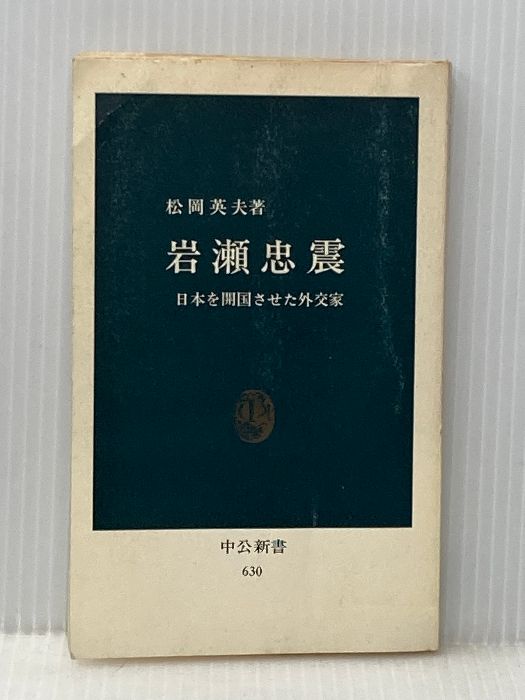 松岡英夫著
岩瀬忠震
日本を開国させた外交家
中公新書
630